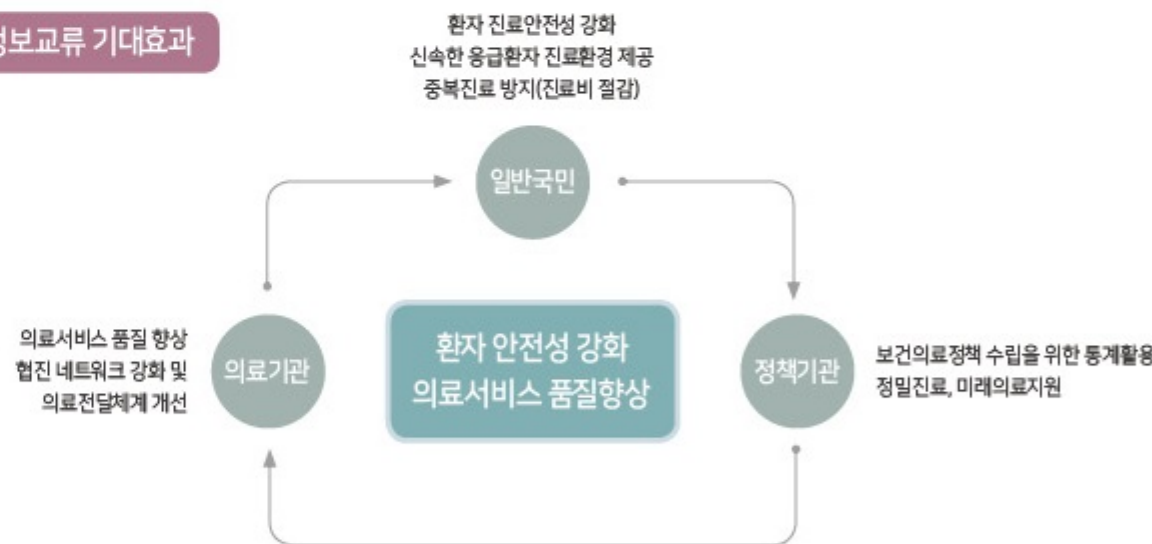 정보교류 기대효과
환자 진료안전성 강화
신속한 응급환자 진료환경 제공
중복진료 방지(진료비 절감)
일반국민
의료서비스 품질 향상
협진 네트워크 강화 및
의료전달체계 개선
의료기관
환자 안전성 강화
의료서비스 품질향상
정책기관
보건의료정책 수립을 위한 통계활용
정밀진료, 미래의료지원